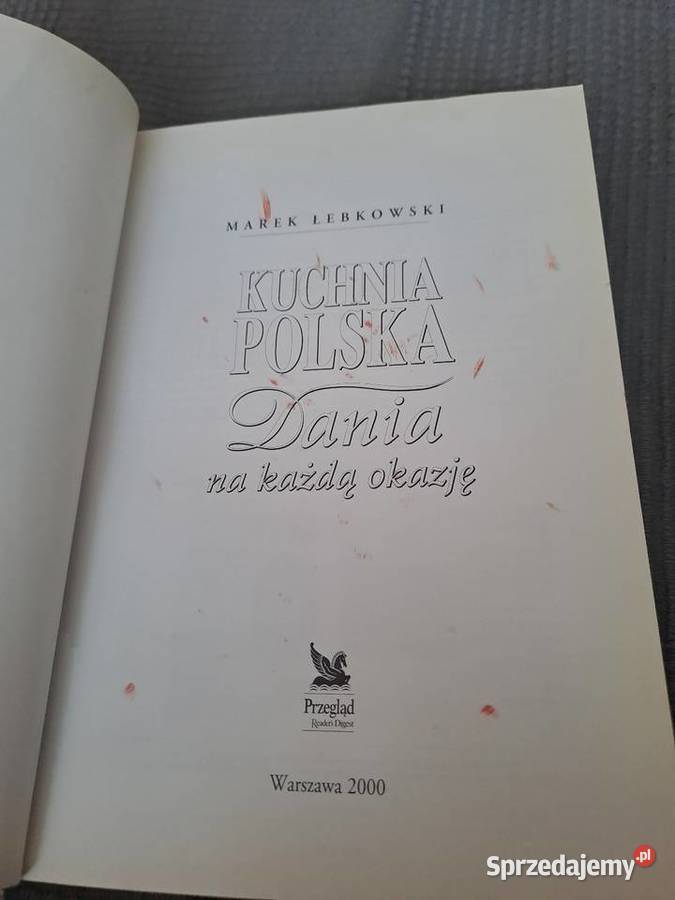 MAREK ŁEBKOWSKI
KUCHNIA
POLSKA
Dania
na każdą okazję
Przegląd
Reader's Digest
Warszawa 2000
Sprzedajemy.pl